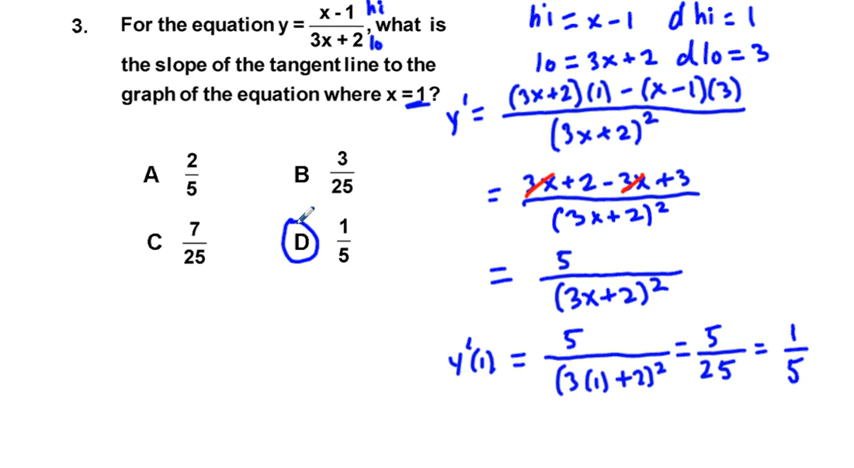 3. For the equation y = (x - 1)/(3x + 2), what is
hi
lo
the slope of the tangent line to the
graph of the equation where x = 1?
A 2/5 B 3/25
C 7/25 D 1/5
hi = x - 1 d hi = 1
lo = 3x + 2 d lo = 3
y' = ((3x+2)(1) - (x-1)(3))/(3x+2)²
= (3x + 2 - 3x + 3)/(3x+2)²
= 5/(3x+2)²
y'(1) = 5/(3(1)+2)² = 5/25 = 1/5